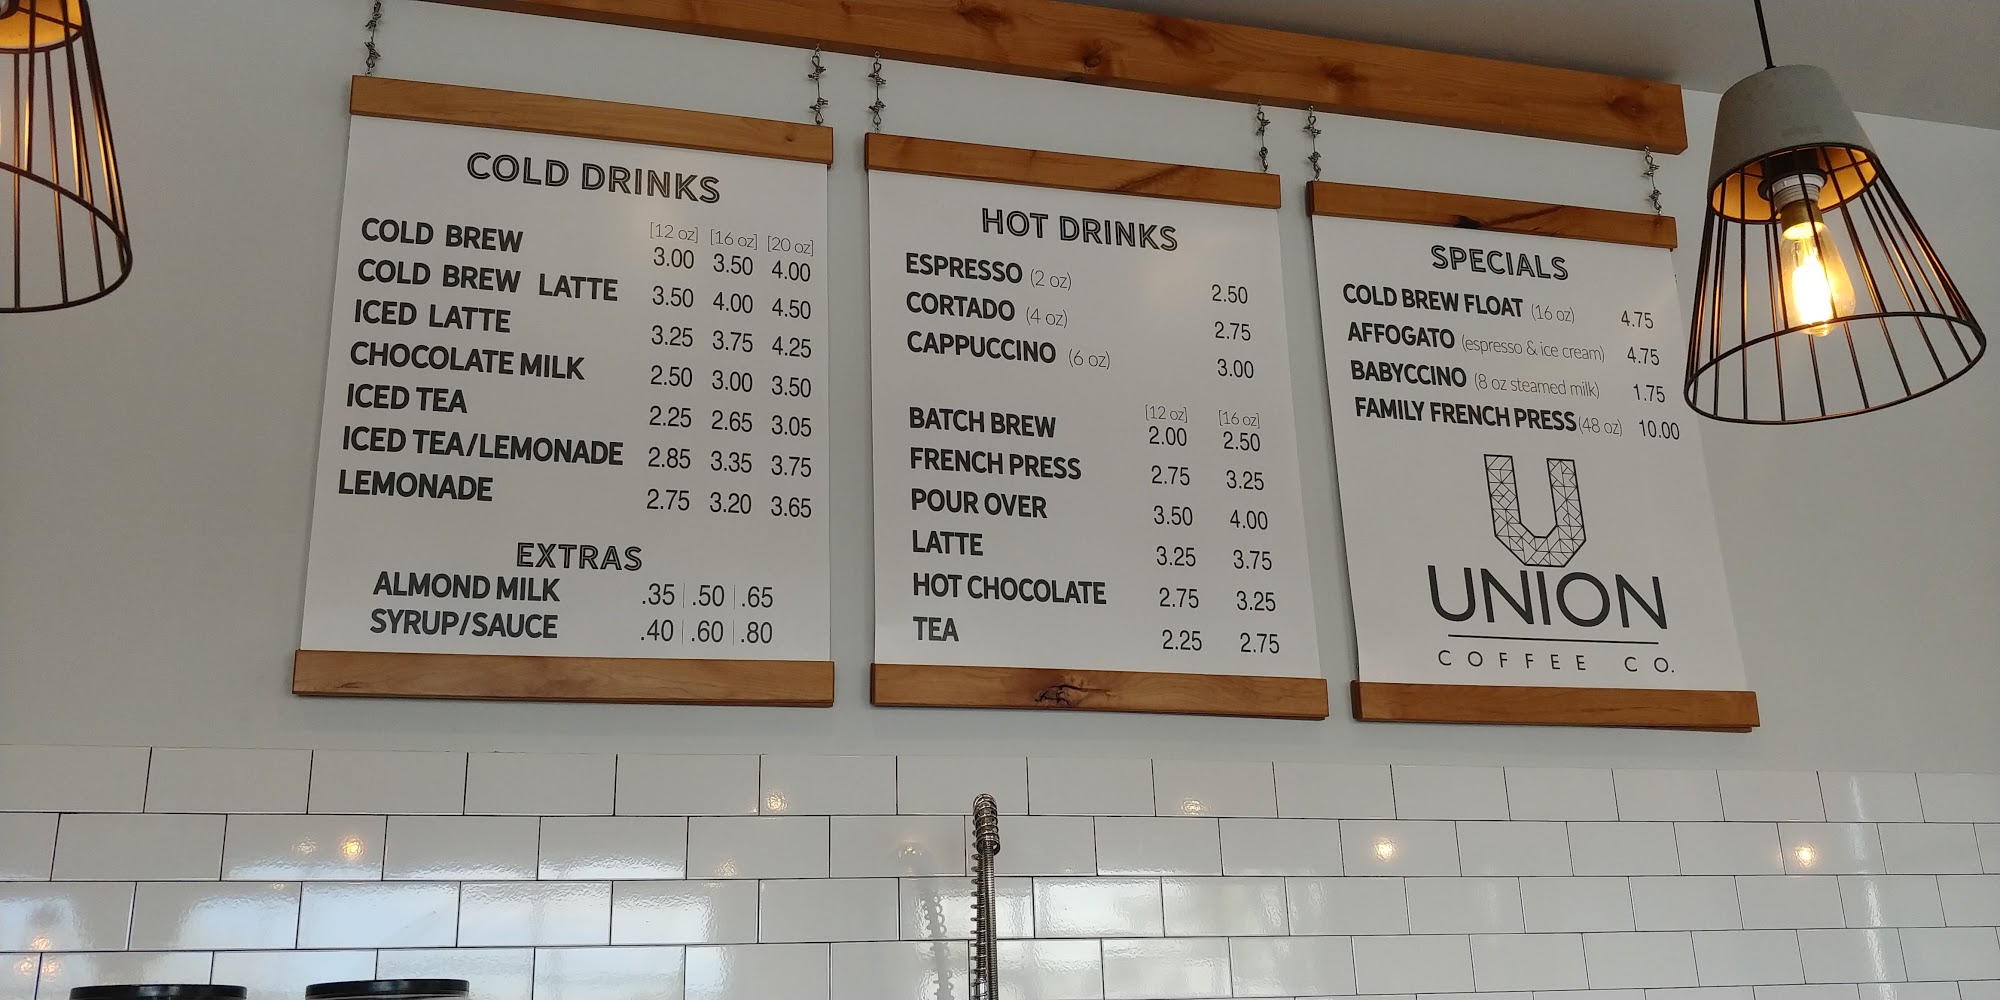 COLD DRINKS
[12 oz] [16 oz] [20 oz]
COLD BREW 3.00 3.50 4.00
COLD BREW LATTE 3.50 4.00 4.50
ICED LATTE 3.25 3.75 4.25
CHOCOLATE MILK 2.50 3.00 3.50
ICED TEA 2.25 2.65 3.05
ICED TEA/LEMONADE 2.85 3.35 3.75
LEMONADE 2.75 3.20 3.65
EXTRAS
ALMOND MILK .35 | .50 | .65
SYRUP/SAUCE .40 | .60 | .80
HOT DRINKS
ESPRESSO (2 oz) 2.50
CORTADO (4 oz) 2.75
CAPPUCCINO (6 oz) 3.00
[12 oz] [16 oz]
BATCH BREW 2.00 2.50
FRENCH PRESS 2.75 3.25
POUR OVER 3.50 4.00
LATTE 3.25 3.75
HOT CHOCOLATE 2.75 3.25
TEA 2.25 2.75
SPECIALS
COLD BREW FLOAT (16 oz) 4.75
AFFOGATO (espresso & ice cream) 4.75
BABYCCINO (8 oz steamed milk) 1.75
FAMILY FRENCH PRESS (48 oz) 10.00
U
UNION
COFFEE CO.